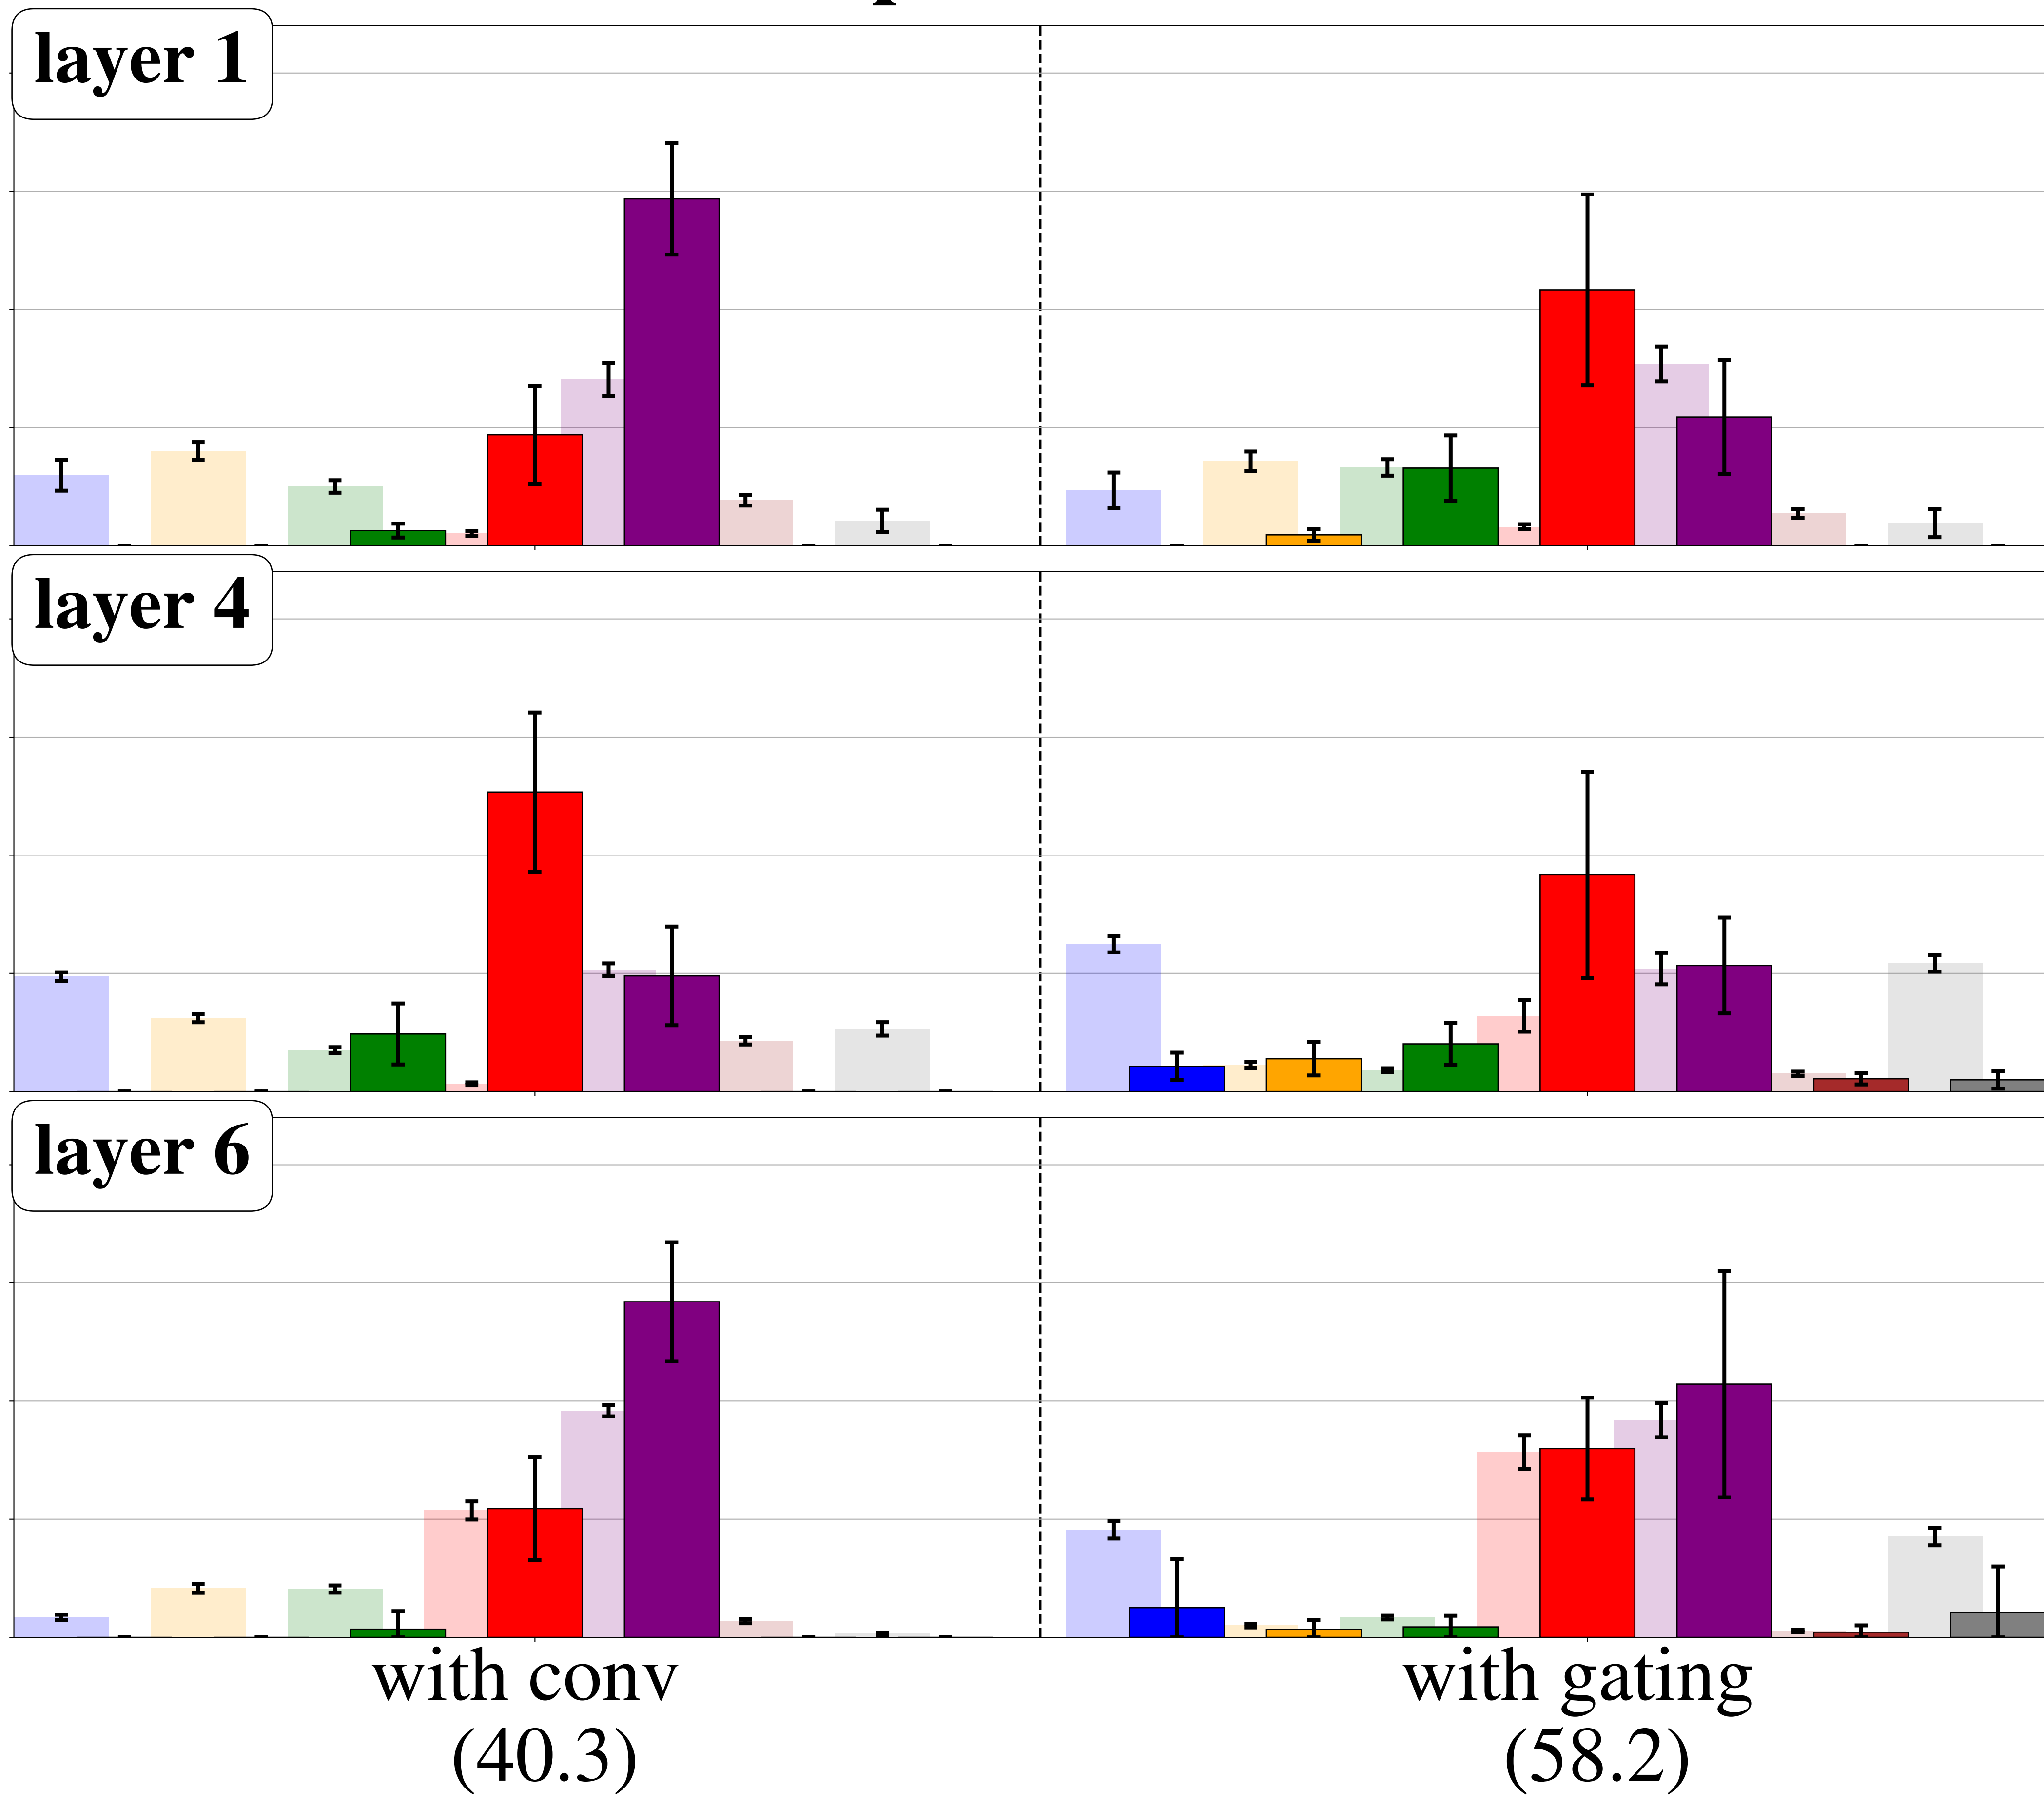 layer 1
layer 4
layer 6
with conv
(40.3)
with gating
(58.2)